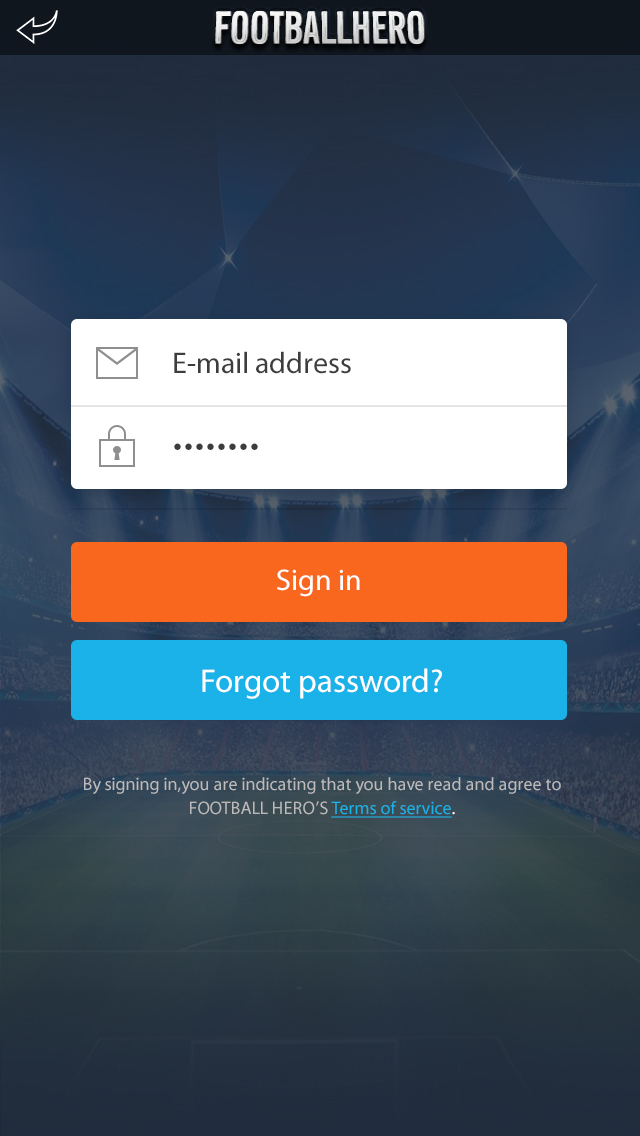 FOOTBALLHERO
E-mail address
••••••••
Sign in
Forgot password?
By signing in,you are indicating that you have read and agree to
FOOTBALL HERO’S Terms of service.